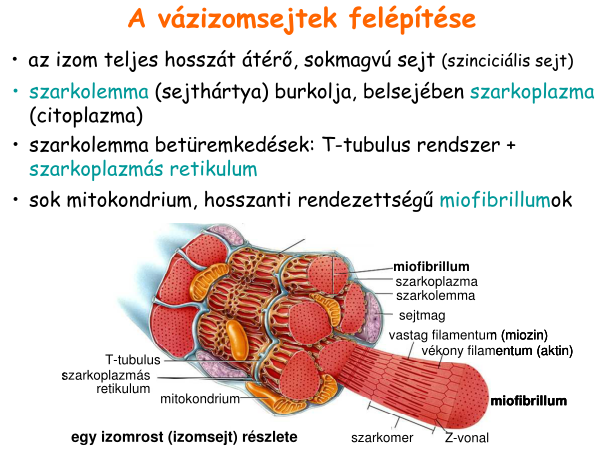 A vázizomsejtek felépítése
• az izom teljes hosszát átérő, sokmagvú sejt (szinciciális sejt)
• szarkolemma (sejthártya) burkolja, belsejében szarkoplazma
(citoplazma)
• szarkolemma betüremkedések: T-tubulus rendszer +
szarkoplazmás retikulum
• sok mitokondrium, hosszanti rendezettségű miofibrillumok
miofibrillum
szarkoplazma
szarkolemma
sejtmag
vastag filamentum (miozin)
vékony filamentum (aktin)
T-tubulus
szarkoplazmás
retikulum
mitokondrium
miofibrillum
egy izomrost (izomsejt) részlete
szarkomer
Z-vonal